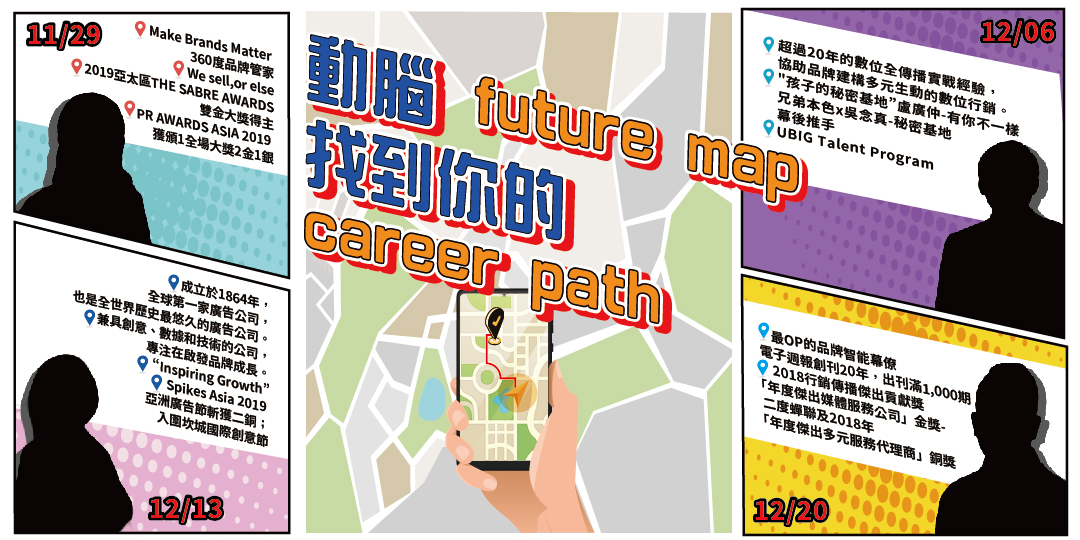 11/29
Make Brands Matter
360度品牌管家
We sell,or else
2019亞太區THE SABRE AWARDS
雙金大獎得主
PR AWARDS ASIA 2019
獲頒1全場大獎2金1銀
動腦 future map
找到你的
career path
12/06
超過20年的數位全傳播實戰經驗，
協助品牌建構多元生動的數位行銷。
"孩子的秘密基地”盧廣仲-有你不一樣
兄弟本色x吳念真-秘密基地
幕後推手
UBIG Talent Program
成立於1864年，
全球第一家廣告公司，
也是全世界歷史最悠久的廣告公司。
兼具創意、數據和技術的公司，
專注在啟發品牌成長。
“Inspiring Growth”
Spikes Asia 2019
亞洲廣告節斬獲二銅；
入圍坎城國際創意節
12/13
最OP的品牌智能幕僚
電子週報創刊20年，出刊滿1,000期
2018行銷傳播傑出貢獻獎
「年度傑出媒體服務公司」金獎-
二度蟬聯及2018年
「年度傑出多元服務代理商」銅獎
12/20